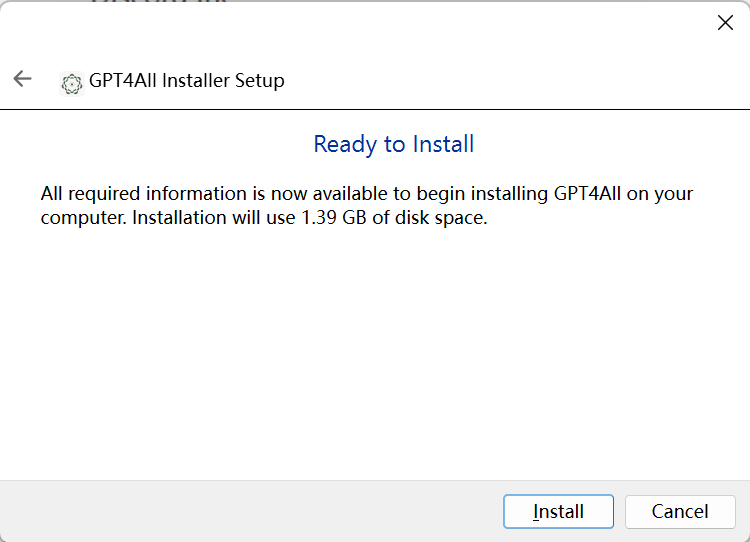 GPT4All Installer Setup
Ready to Install
All required information is now available to begin installing GPT4All on your
computer. Installation will use 1.39 GB of disk space.
Install
Cancel